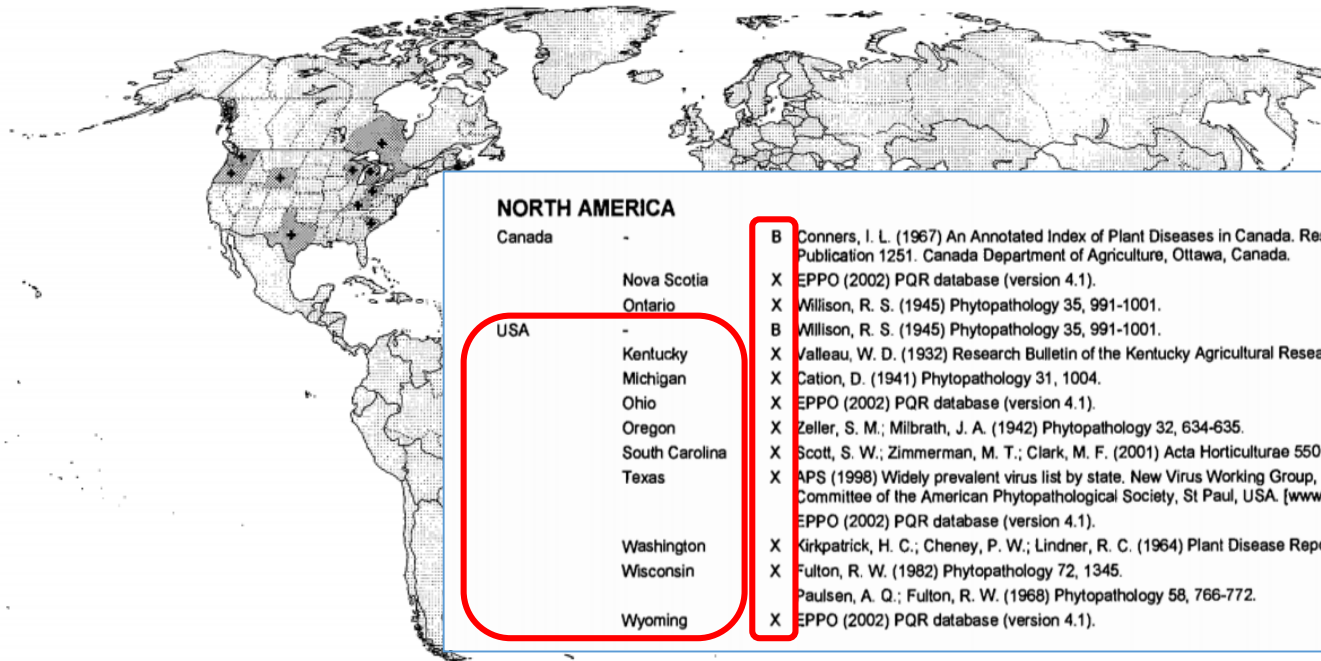 NORTH AMERICA
Canada - B Conners, I. L. (1967) An Annotated Index of Plant Diseases in Canada. Res
Publication 1251. Canada Department of Agriculture, Ottawa, Canada.
Nova Scotia X EPPO (2002) PQR database (version 4.1).
Ontario X Willison, R. S. (1945) Phytopathology 35, 991-1001.
USA - B Willison, R. S. (1945) Phytopathology 35, 991-1001.
Kentucky X Valleau, W. D. (1932) Research Bulletin of the Kentucky Agricultural Resea
Michigan X Cation, D. (1941) Phytopathology 31, 1004.
Ohio X EPPO (2002) PQR database (version 4.1).
Oregon X Zeller, S. M.; Milbrath, J. A. (1942) Phytopathology 32, 634-635.
South Carolina X Scott, S. W.; Zimmerman, M. T.; Clark, M. F. (2001) Acta Horticulturae 550
Texas X APS (1998) Widely prevalent virus list by state. New Virus Working Group,
Committee of the American Phytopathological Society, St Paul, USA. [www
EPPO (2002) PQR database (version 4.1).
Washington X Kirkpatrick, H. C.; Cheney, P. W.; Lindner, R. C. (1964) Plant Disease Repo
Wisconsin X Fulton, R. W. (1982) Phytopathology 72, 1345.
Paulsen, A. Q.; Fulton, R. W. (1968) Phytopathology 58, 766-772.
Wyoming X EPPO (2002) PQR database (version 4.1).